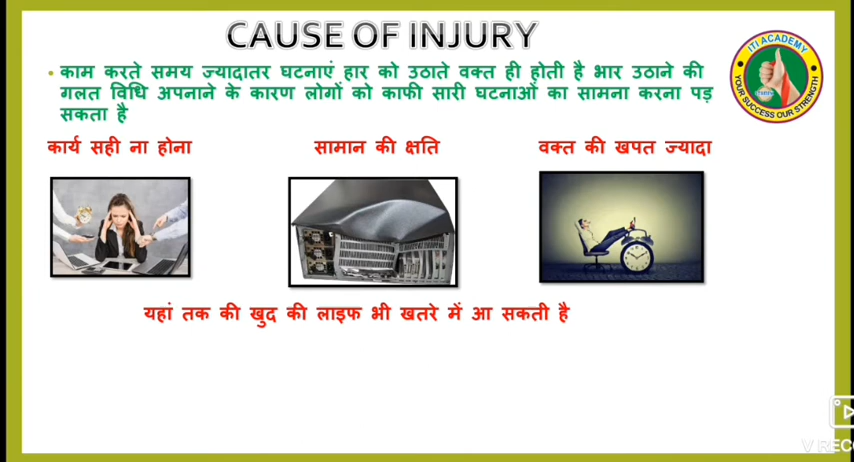 CAUSE OF INJURY
• काम करते समय ज्यादातर घटनाएं हार को उठाते वक्त ही होती है भार उठाने की
गलत विधि अपनाने के कारण लोगों को काफी सारी घटनाओं का सामना करना पड़
सकता है
ITI ACADEMY
YOUR SUCCESS OUR STRENGTH
कार्य सही ना होना
सामान की क्षति
वक्त की खपत ज्यादा
यहां तक की खुद की लाइफ भी खतरे में आ सकती है
V REC